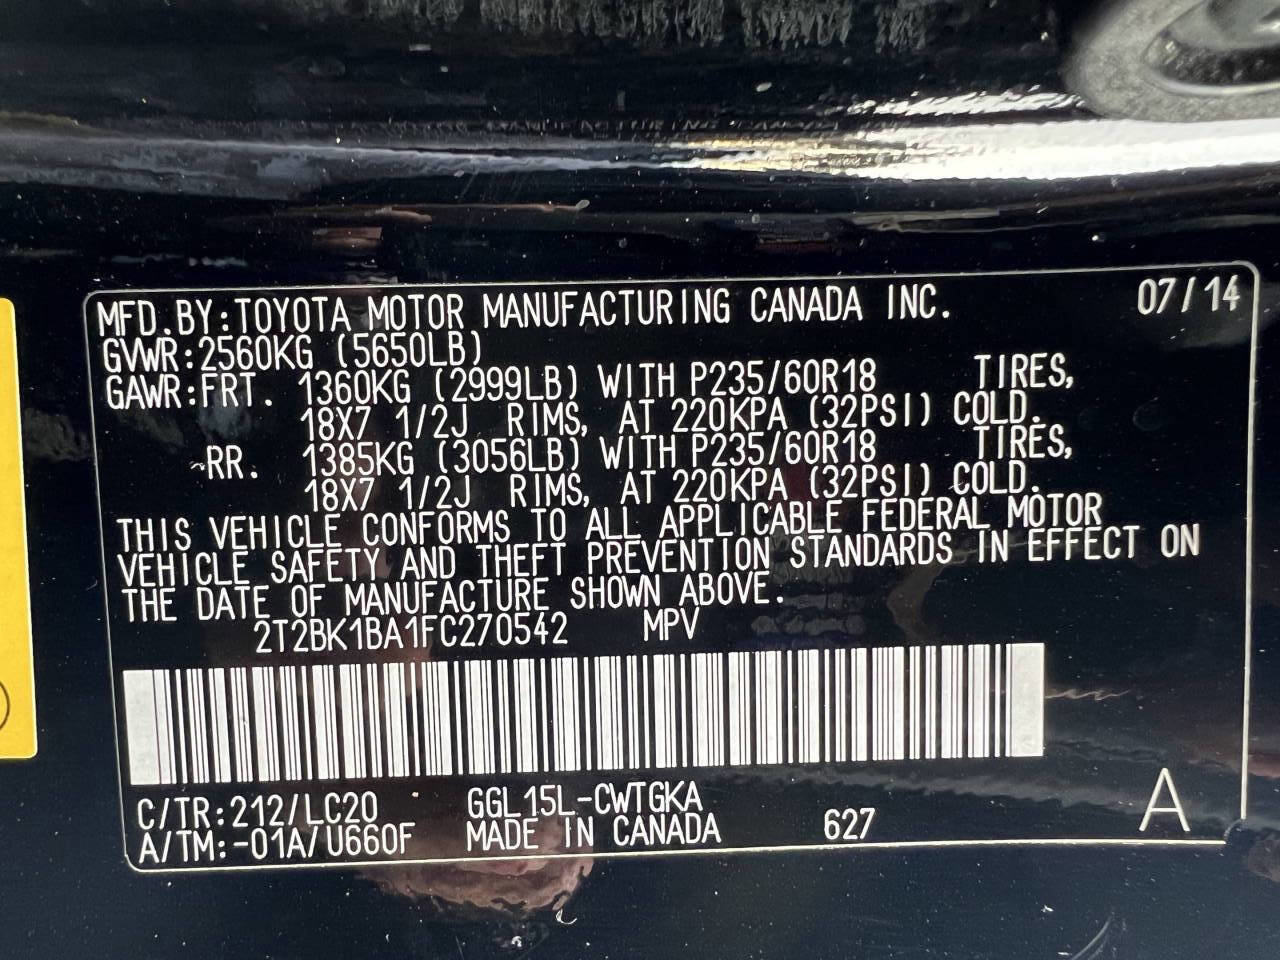 MFD.BY:TOYOTA MOTOR MANUFACTURING CANADA INC. 07/14
GVWR:2560KG (5650LB)
GAWR:FRT. 1360KG (2999LB) WITH P235/60R18 TIRES,
18X7 1/2J RIMS, AT 220KPA (32PSI) COLD.
RR. 1385KG (3056LB) WITH P235/60R18 TIRES,
18X7 1/2J RIMS, AT 220KPA (32PSI) COLD.
THIS VEHICLE CONFORMS TO ALL APPLICABLE FEDERAL MOTOR
VEHICLE SAFETY AND THEFT PREVENTION STANDARDS IN EFFECT ON
THE DATE OF MANUFACTURE SHOWN ABOVE.
2T2BK1BA1FC270542 MPV
C/TR:212/LC20 GGL15L-CWTGKA
A/TM:-01A/U660F MADE IN CANADA 627 A